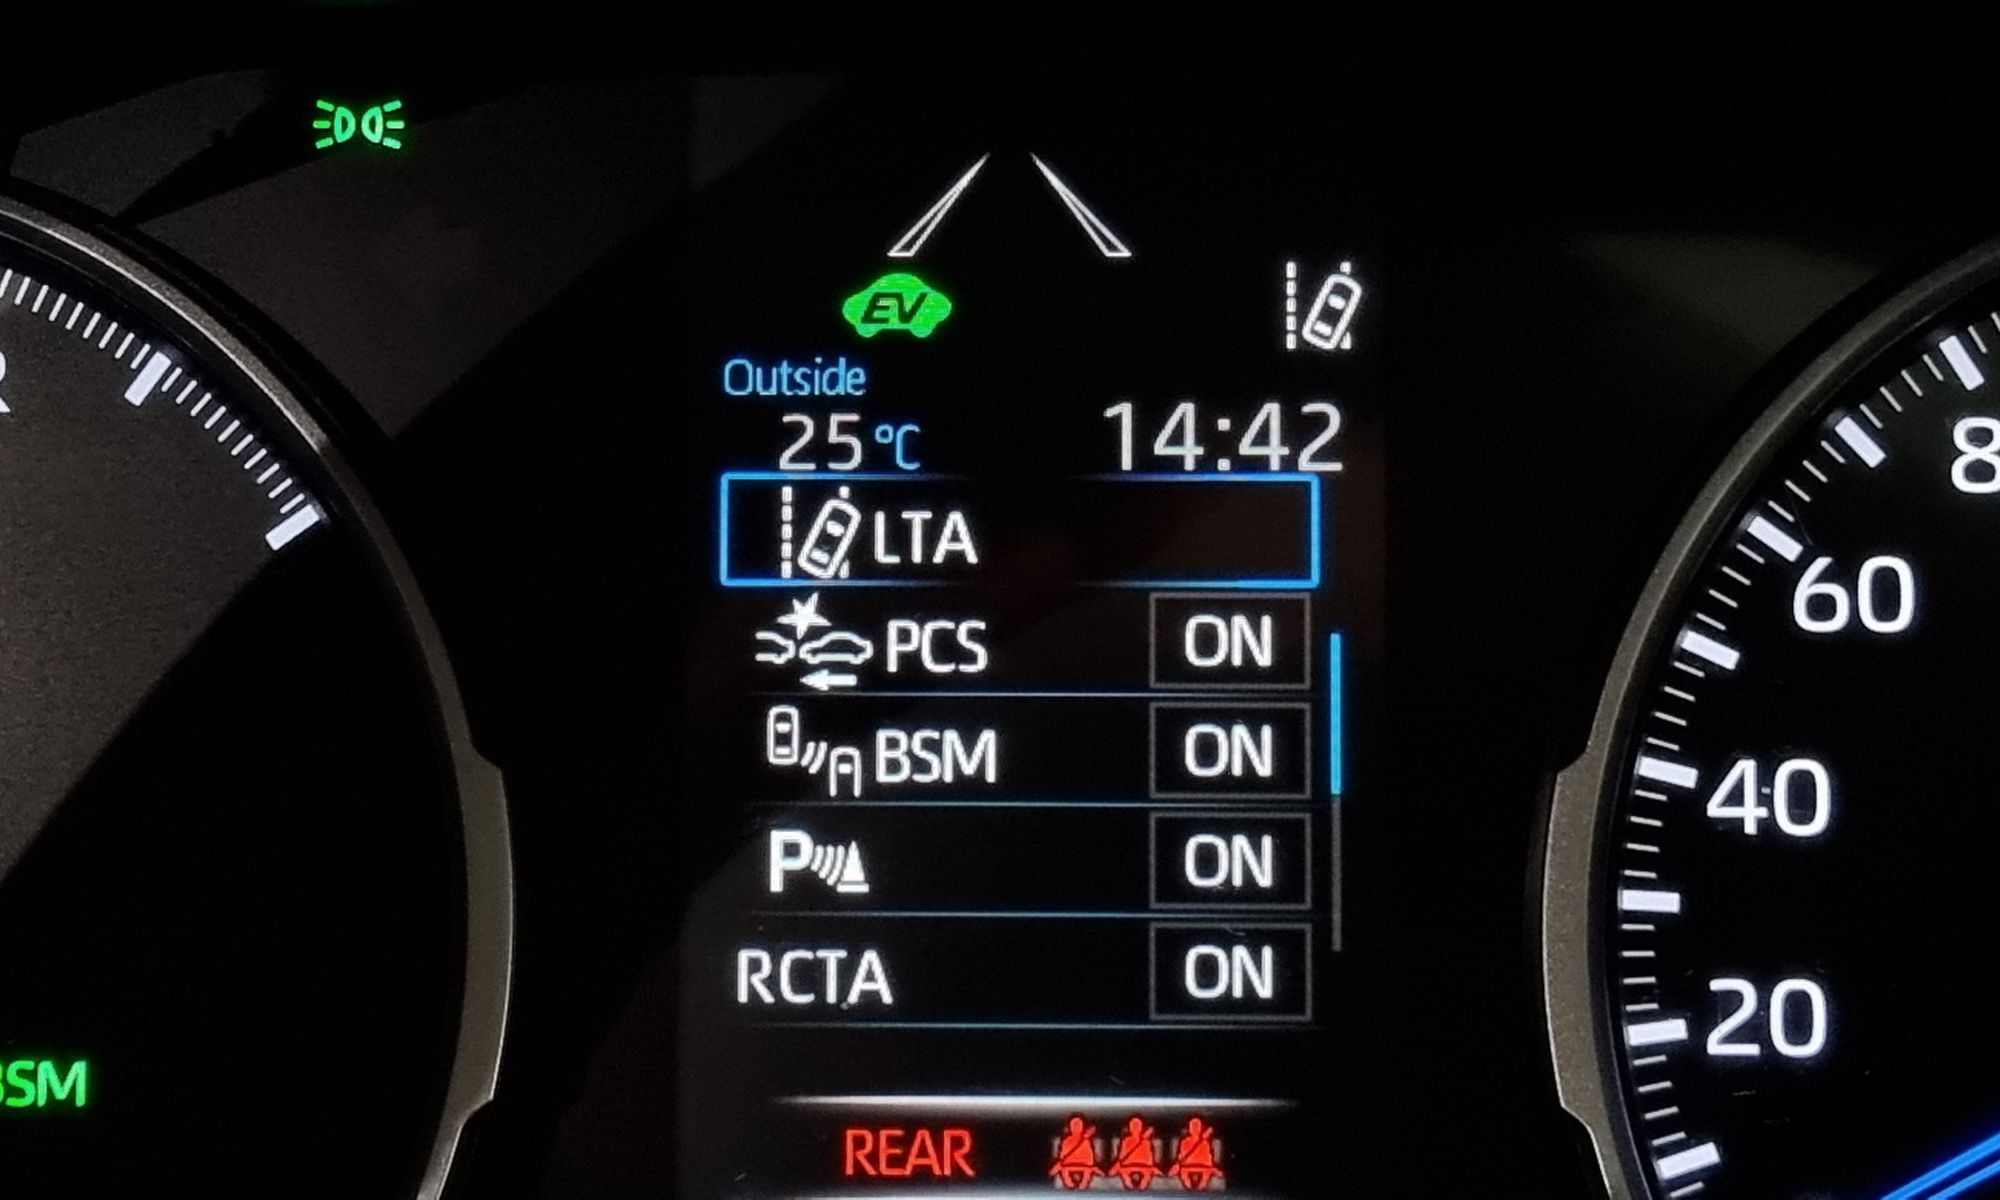 EV
Outside
25 °C 14:42
LTA
PCS ON
BSM ON
P ON
RCTA ON
REAR
60
40
20
BSM